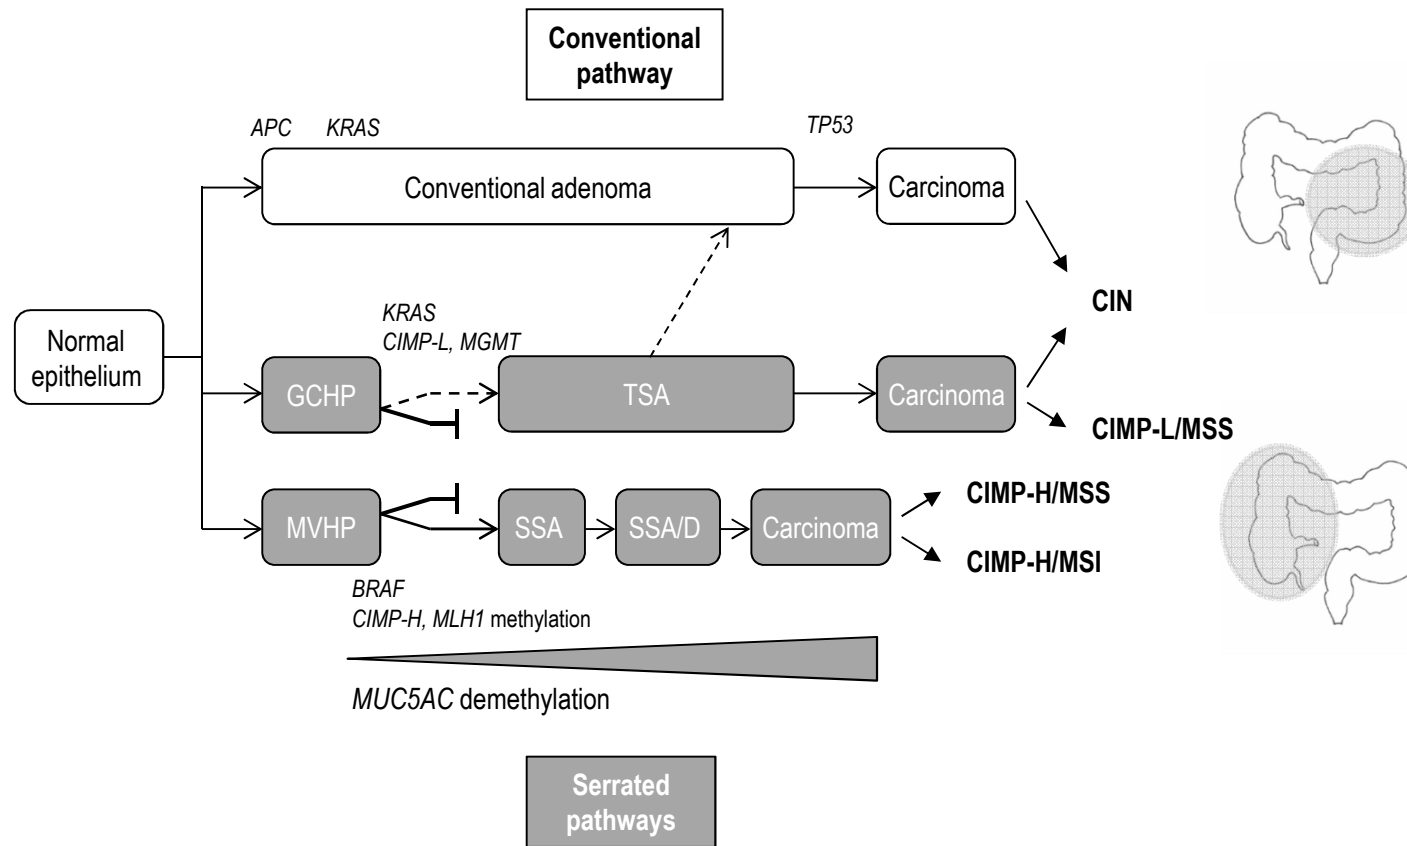 Conventional
pathway
APC KRAS TP53
Conventional adenoma
Carcinoma
CIN
Normal
epithelium
KRAS
CIMP-L, MGMT
GCHP
TSA
Carcinoma
CIMP-L/MSS
MVHP
SSA
SSA/D
Carcinoma
CIMP-H/MSS
CIMP-H/MSI
BRAF
CIMP-H, MLH1 methylation
MUC5AC demethylation
Serrated
pathways